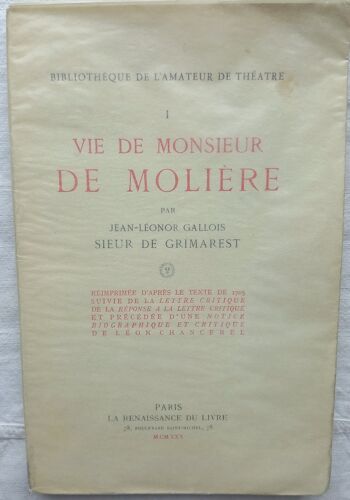 BIBLIOTHÈQUE DE L'AMATEUR DE THÉATRE
I
VIE DE MONSIEUR
DE MOLIÈRE
PAR
JEAN-LÉONOR GALLOIS
SIEUR DE GRIMAREST
RÉIMPRIMÉE D'APRÈS LE TEXTE DE 1705
SUIVIE DE LA LETTRE CRITIQUE
DE LA RÉPONSE A LA LETTRE CRITIQUE
ET PRÉCÉDÉE D'UNE NOTICE
BIOGRAPHIQUE ET CRITIQUE
DE LÉON CHANCEREL
PARIS
LA RENAISSANCE DU LIVRE
78, BOULEVARD SAINT-MICHEL, 78
MCMXXX